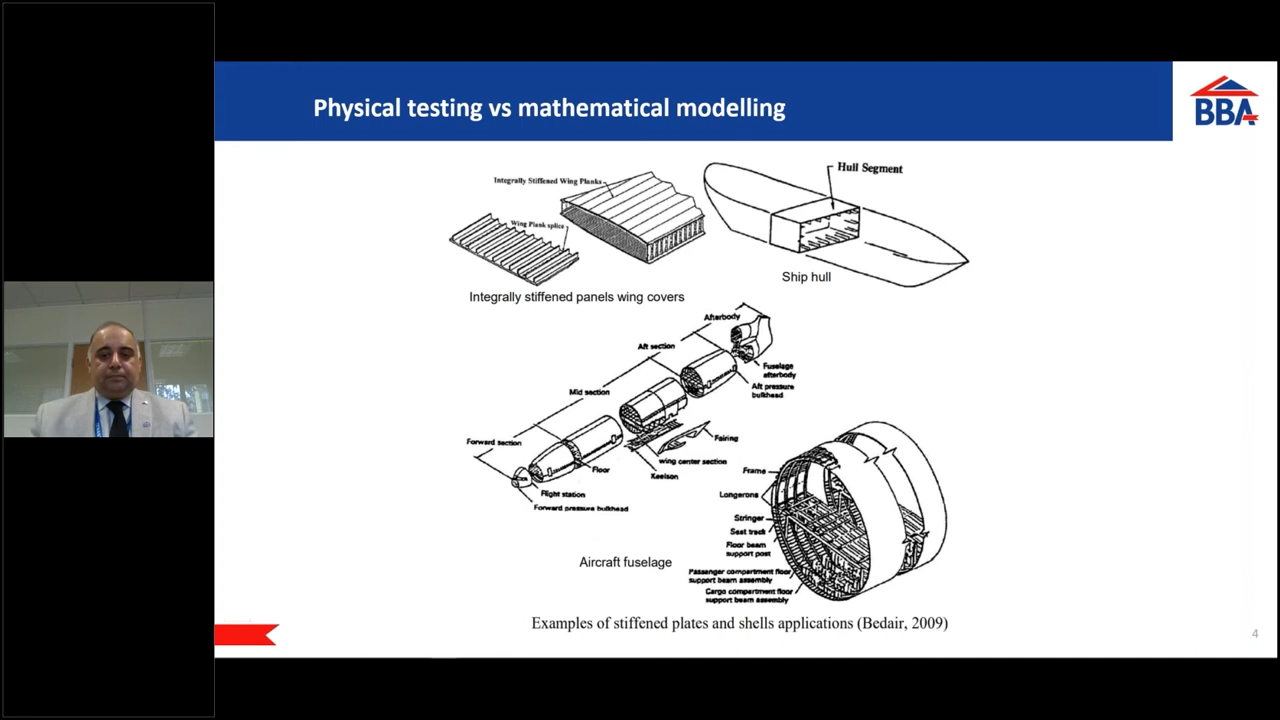 Physical testing vs mathematical modelling
BBA
Integrally Stiffened Wing Planks
Wing Plank splice
Hull Segment
Ship hull
Integrally stiffened panels wing covers
Afterbody
Aft section
Fuselage
afterbody
Aft pressure
bulkhead
Mid section
Forward section
Fairing
wing center section
Keelson
Floor
Flight station
Forward pressure bulkhead
Frame
Longerons
Stringer
Seat track
Floor beam
support post
Aircraft fuselage
Passenger compartment floor
support beam assembly
Cargo compartment floor
support beam assembly
Examples of stiffened plates and shells applications (Bedair, 2009)
4